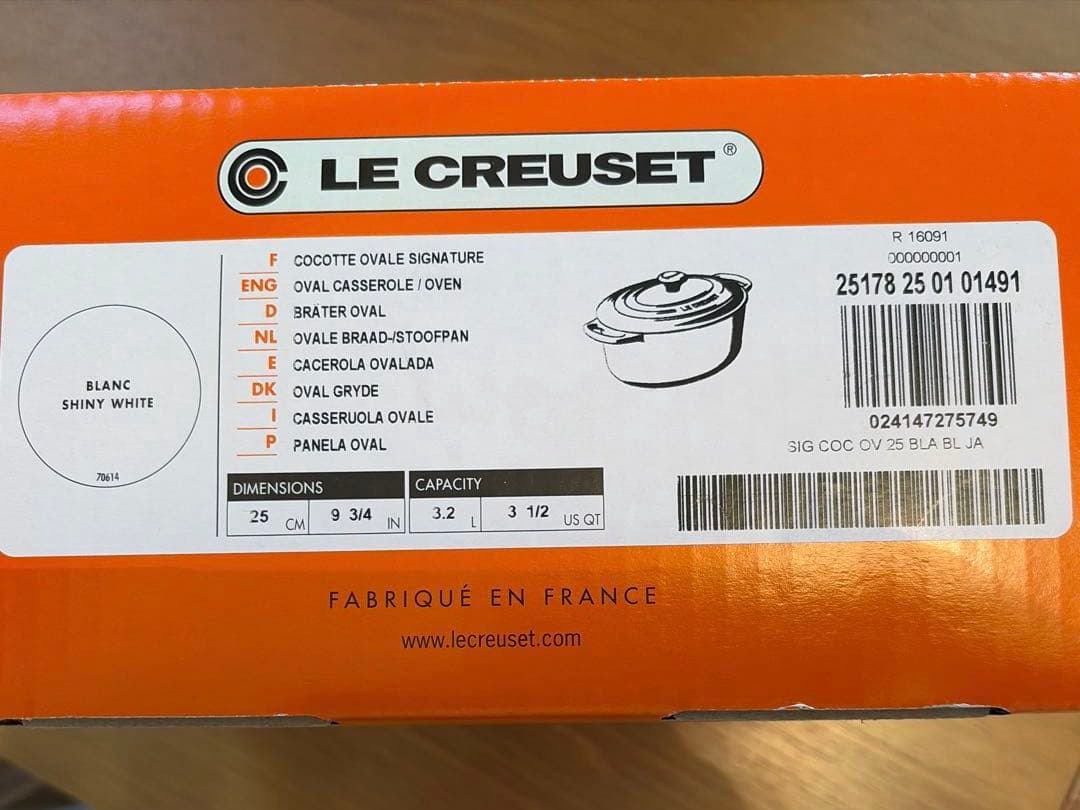 LE CREUSET®
BLANC
SHINY WHITE
70614
F COCOTTE OVALE SIGNATURE
ENG OVAL CASSEROLE / OVEN
D BRÄTER OVAL
NL OVALE BRAAD-/STOOFPAN
E CACEROLA OVALADA
DK OVAL GRYDE
I CASSERUOLA OVALE
P PANELA OVAL
DIMENSIONS
25 CM 9 3/4 IN
CAPACITY
3.2 L 3 1/2 US QT
R 16091
000000001
25178 25 01 01491
024147275749
SIG COC OV 25 BLA BL JA
FABRIQUÉ EN FRANCE
www.lecreuset.com